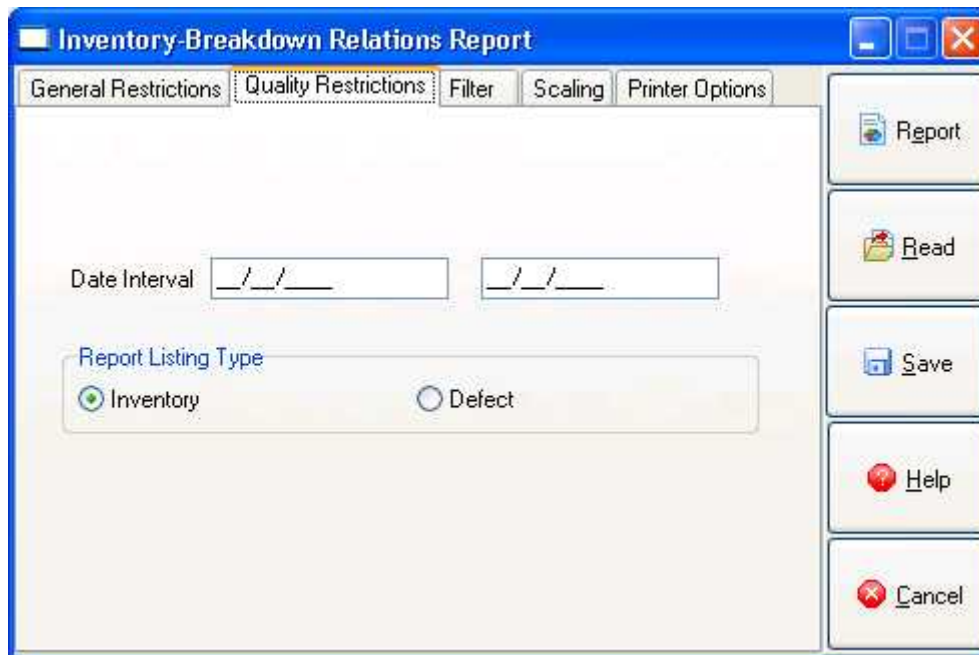 Inventory-Breakdown Relations Report
General Restrictions Quality Restrictions Filter Scaling Printer Options
Report
Read
Date Interval __/__/____ __/__/____
Report Listing Type
Save
Inventory Defect
Help
Cancel